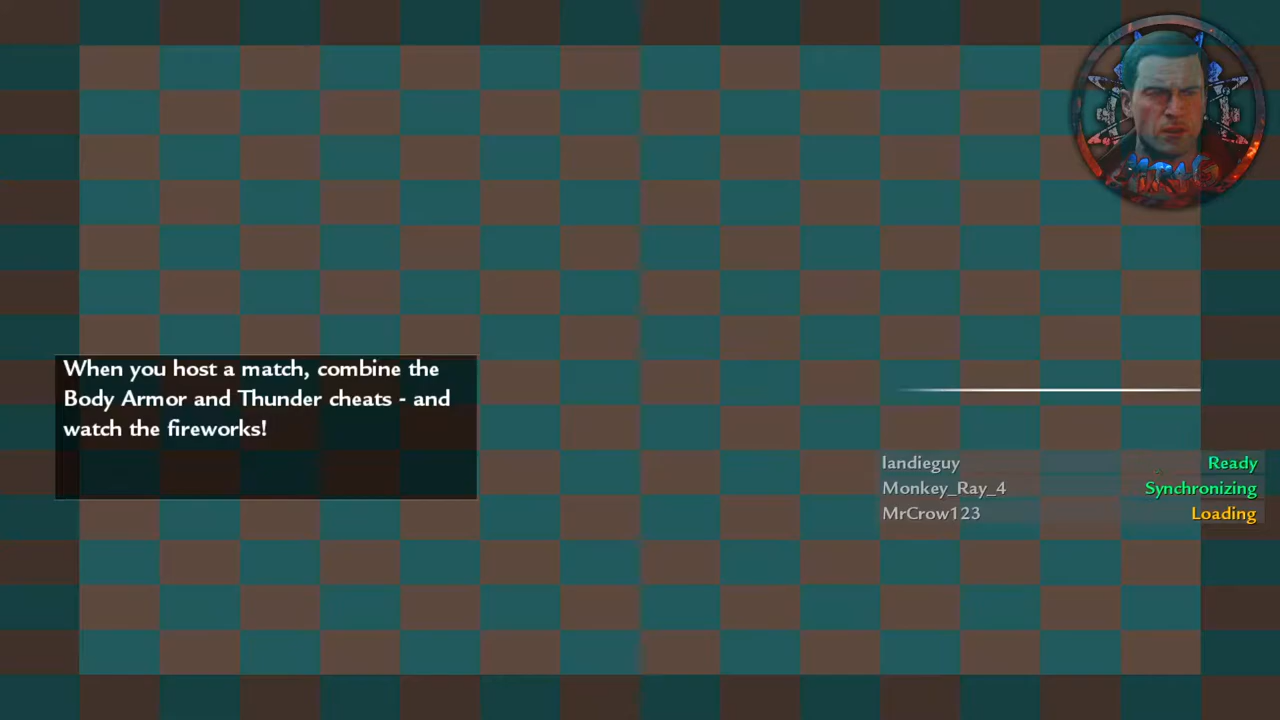 When you host a match, combine the
Body Armor and Thunder cheats - and
watch the fireworks!
landieguy Ready
Monkey_Ray_4 Synchronizing
MrCrow123 Loading